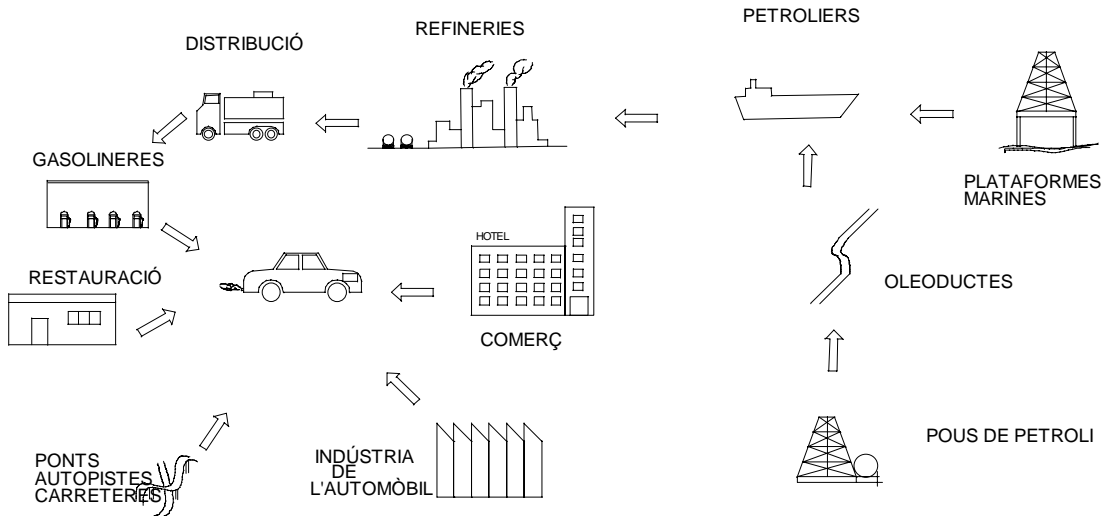 PETROLIERS
REFINERIES
DISTRIBUCIÓ
GASOLINERES
PLATAFORMES
MARINES
HOTEL
RESTAURACIÓ
OLEODUCTES
COMERÇ
POUS DE PETROLI
PONTS
AUTOPISTES
CARRETERES
INDÚSTRIA
DE
L'AUTOMÒBIL